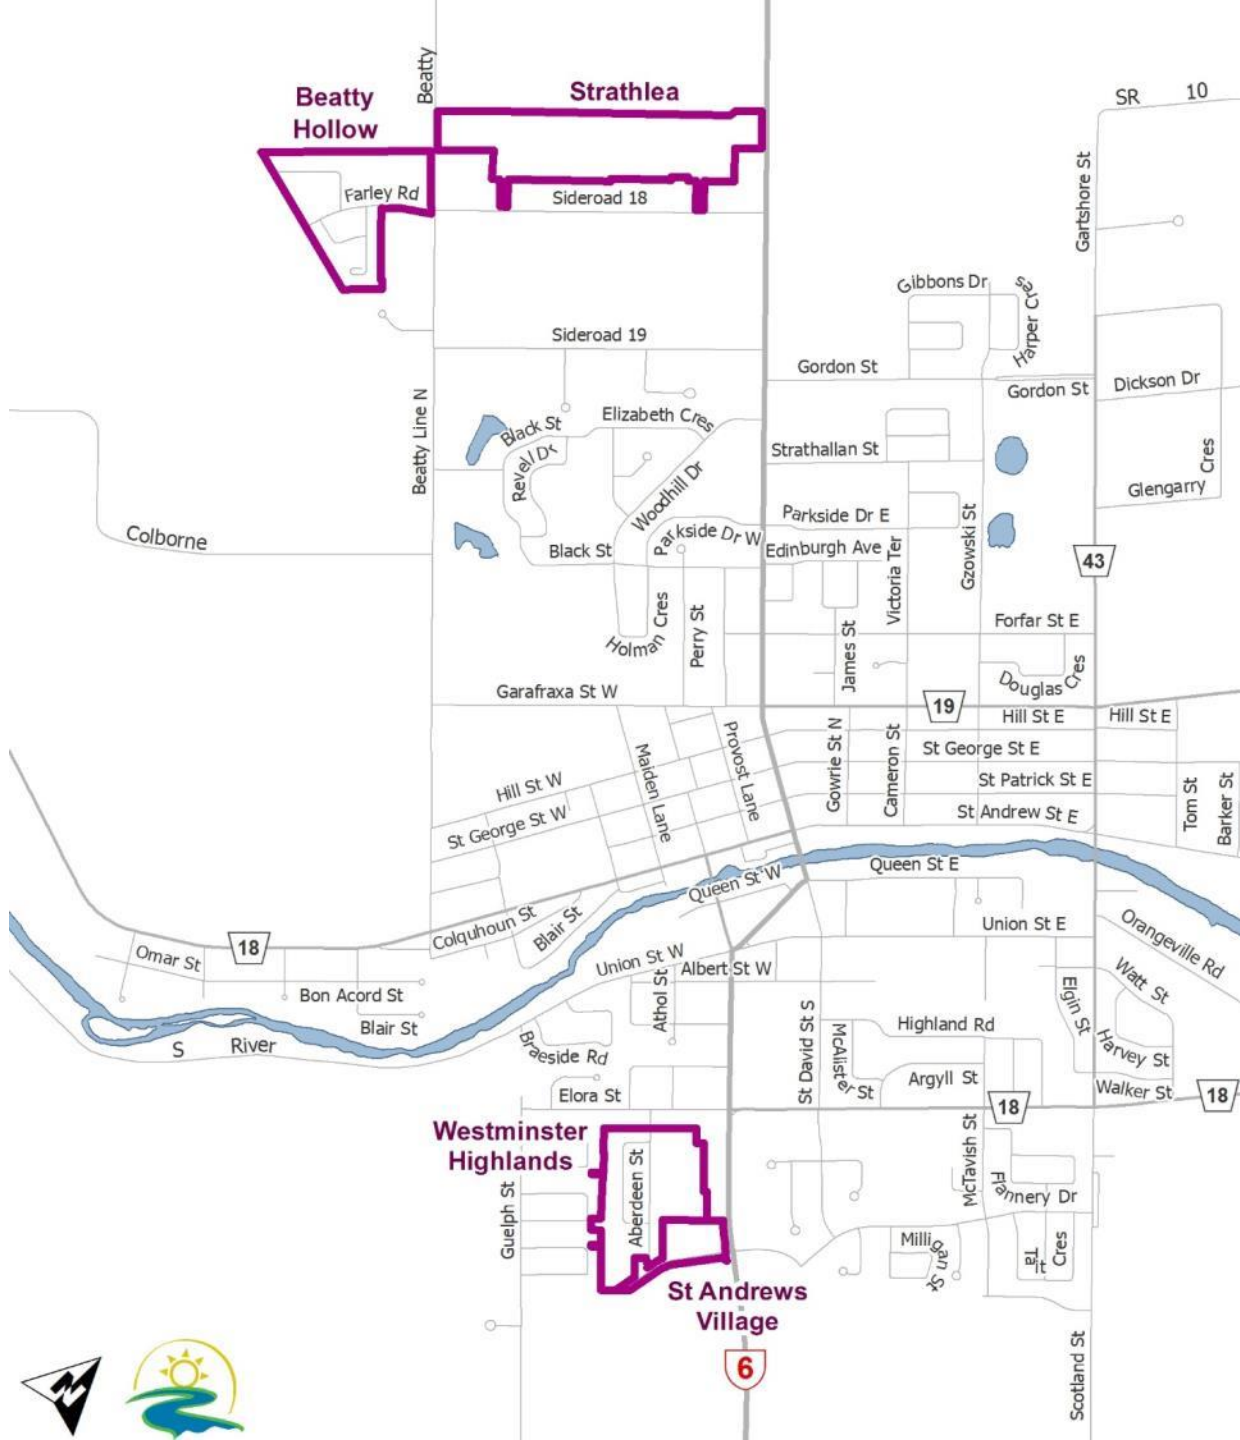 Beatty
Strathlea
Beatty
Hollow
SR 10
Farley Rd
Sideroad 18
Gartshore St
Gibbons Dr
Harper Cres
Sideroad 19
Gordon St
Gordon St
Dickson Dr
Beatty Line N
Elizabeth Cres
Black St
Revell Dr
Strathallan St
Cres
Glengarry
Woodhill Dr
Parkside Dr E
Parkside Dr W
Colborne
Black St
Edinburgh Ave
Victoria Ter
Gzowski St
43
Holman Cres
Perry St
James St
Forfar St E
Douglas Cres
Garafraxa St W
19
Hill St E
Hill St E
Maiden Lane
Provost Lane
Gowrie St N
Cameron St
St George St E
Hill St W
St Patrick St E
St George St W
St Andrew St E
Tom St
Barker St
Queen St W
Queen St E
Colquhoun St
Blair St
Union St E
Orangeville Rd
18
Omar St
Union St W
Albert St W
Athol St
Watt St
Bon Acord St
Elgin St
Blair St
St David St S
McAlister St
Highland Rd
Harvey St
S River
Braeside Rd
Argyll St
Walker St
18
18
Elora St
Westminster
Highlands
Aberdeen St
McTavish St
Flannery Dr
Guelph St
Milligan St
Tait
Cres
St Andrews
Village
6
Scotland St
N